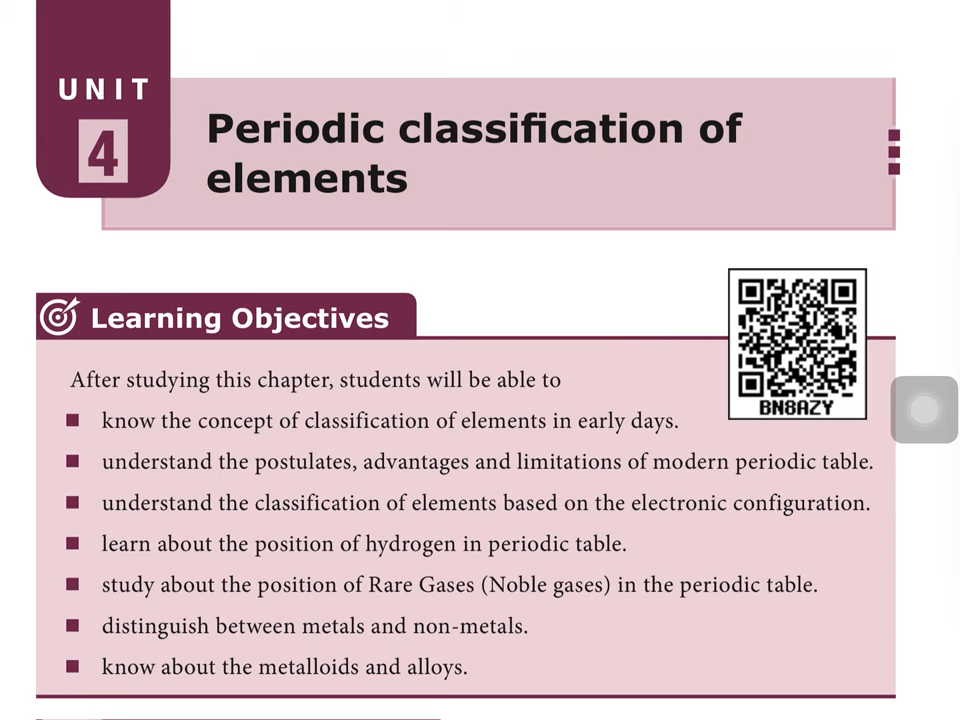 UNIT
4
Periodic classification of
elements
Learning Objectives
BN8AZY
After studying this chapter, students will be able to
■ know the concept of classification of elements in early days.
■ understand the postulates, advantages and limitations of modern periodic table.
■ understand the classification of elements based on the electronic configuration.
■ learn about the position of hydrogen in periodic table.
■ study about the position of Rare Gases (Noble gases) in the periodic table.
■ distinguish between metals and non-metals.
■ know about the metalloids and alloys.